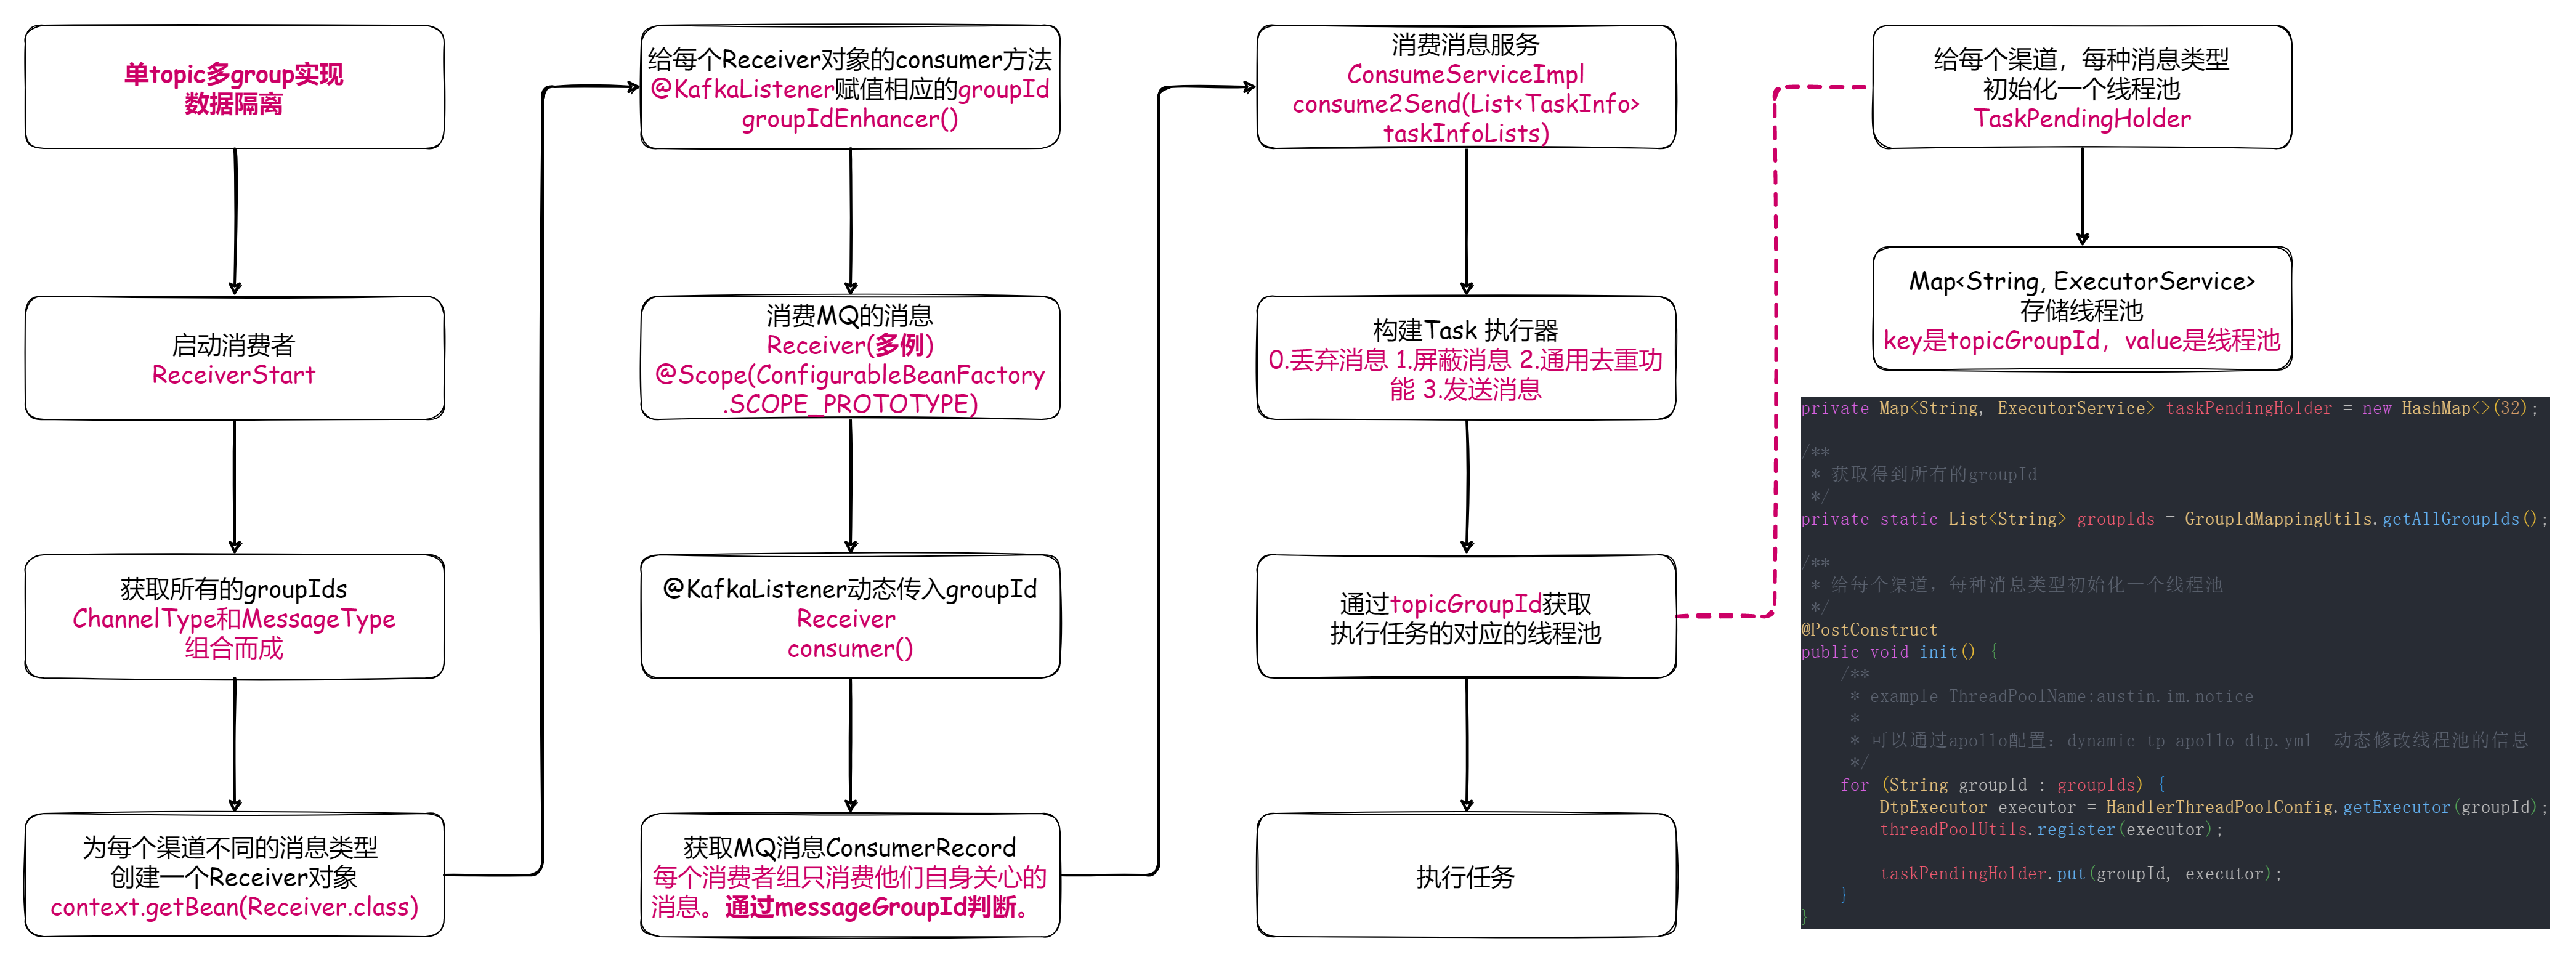 单topic多group实现
数据隔离
启动消费者
ReceiverStart
获取所有的groupIds
ChannelType和MessageType
组合而成
为每个渠道不同的消息类型
创建一个Receiver对象
context.getBean(Receiver.class)
给每个Receiver对象的consumer方法
@KafkaListener赋值相应的groupId
groupIdEnhancer()
消费MQ的消息
Receiver(多例)
@Scope(ConfigurableBeanFactory
.SCOPE_PROTOTYPE)
@KafkaListener动态传入groupId
Receiver
consumer()
获取MQ消息ConsumerRecord
每个消费者组只消费他们自身关心的
消息。通过messageGroupId判断。
消费消息服务
ConsumeServiceImpl
consume2Send(List<TaskInfo>
taskInfoLists)
构建Task 执行器
0.丢弃消息 1.屏蔽消息 2.通用去重功
能 3.发送消息
通过topicGroupId获取
执行任务的对应的线程池
执行任务
给每个渠道，每种消息类型
初始化一个线程池
TaskPendingHolder
Map<String, ExecutorService>
存储线程池
key是topicGroupId，value是线程池
private Map<String, ExecutorService> taskPendingHolder = new HashMap<>(32);
/**
 * 获取得到所有的groupId
 */
private static List<String> groupIds = GroupIdMappingUtils.getAllGroupIds();
/**
 * 给每个渠道，每种消息类型初始化一个线程池
 */
@PostConstruct
public void init() {
    /**
     * example ThreadPoolName:austin.im.notice
     *
     * 可以通过apollo配置：dynamic-tp-apollo-dtp.yml  动态修改线程池的信息
     */
    for (String groupId : groupIds) {
        DtpExecutor executor = HandlerThreadPoolConfig.getExecutor(groupId);
        threadPoolUtils.register(executor);
        taskPendingHolder.put(groupId, executor);
    }
}